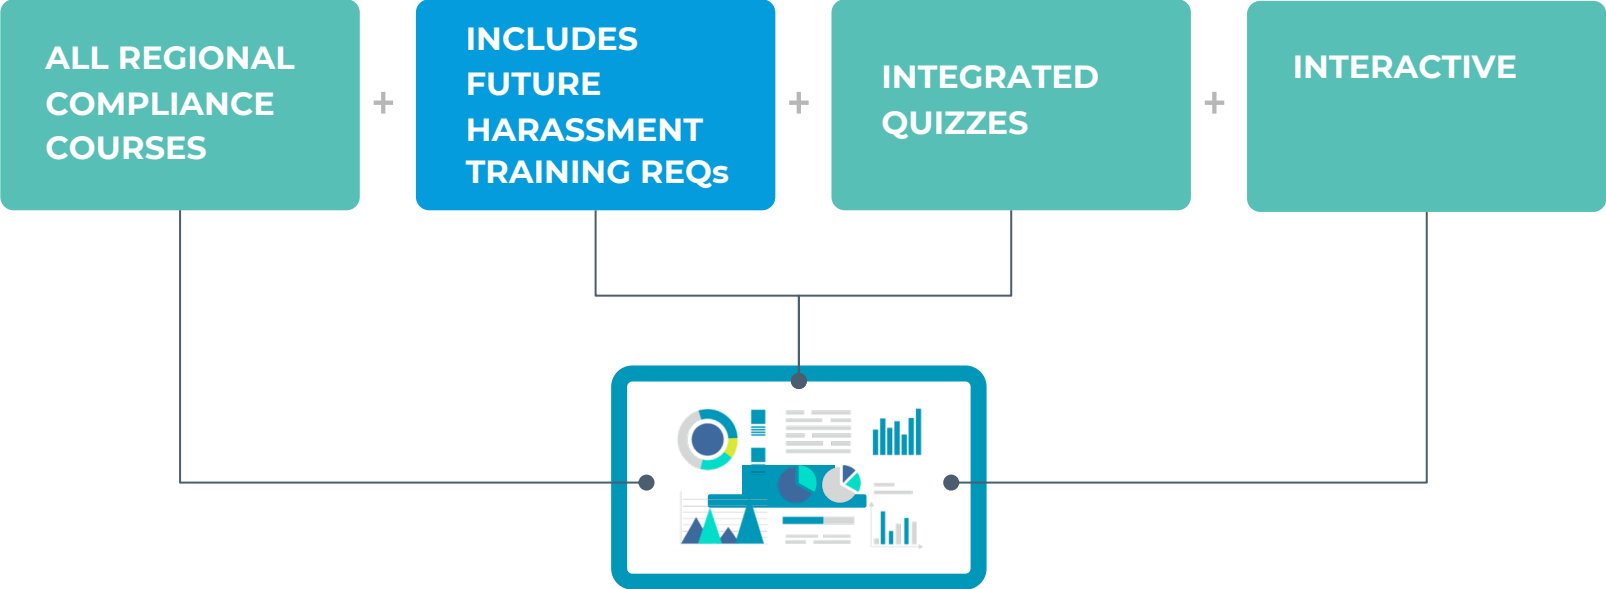 ALL REGIONAL
COMPLIANCE
COURSES
+
INCLUDES
FUTURE
HARASSMENT
TRAINING REQs
+
INTEGRATED
QUIZZES
+
INTERACTIVE